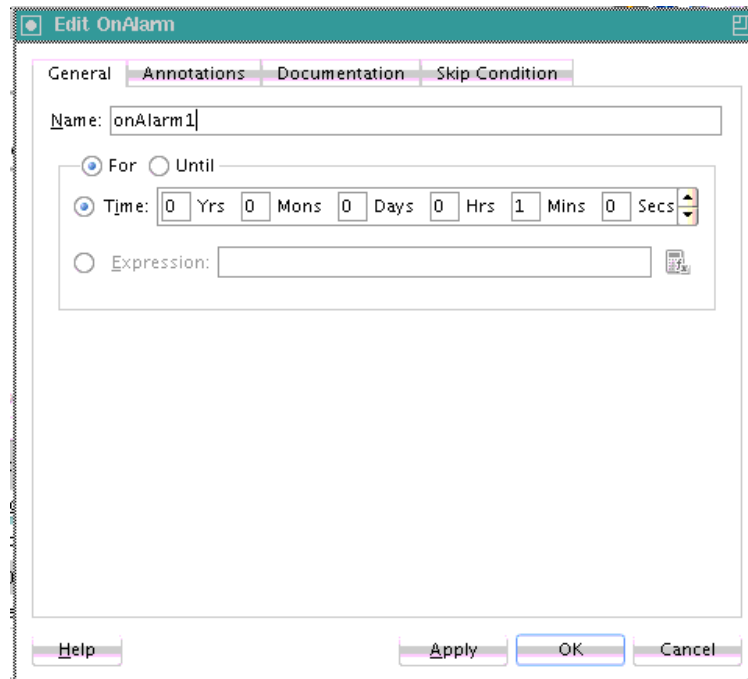 Edit OnAlarm
General Annotations Documentation Skip Condition
Name: onAlarm1
For Until
Time: 0 Yrs 0 Mons 0 Days 0 Hrs 1 Mins 0 Secs
Expression:
Help Apply OK Cancel